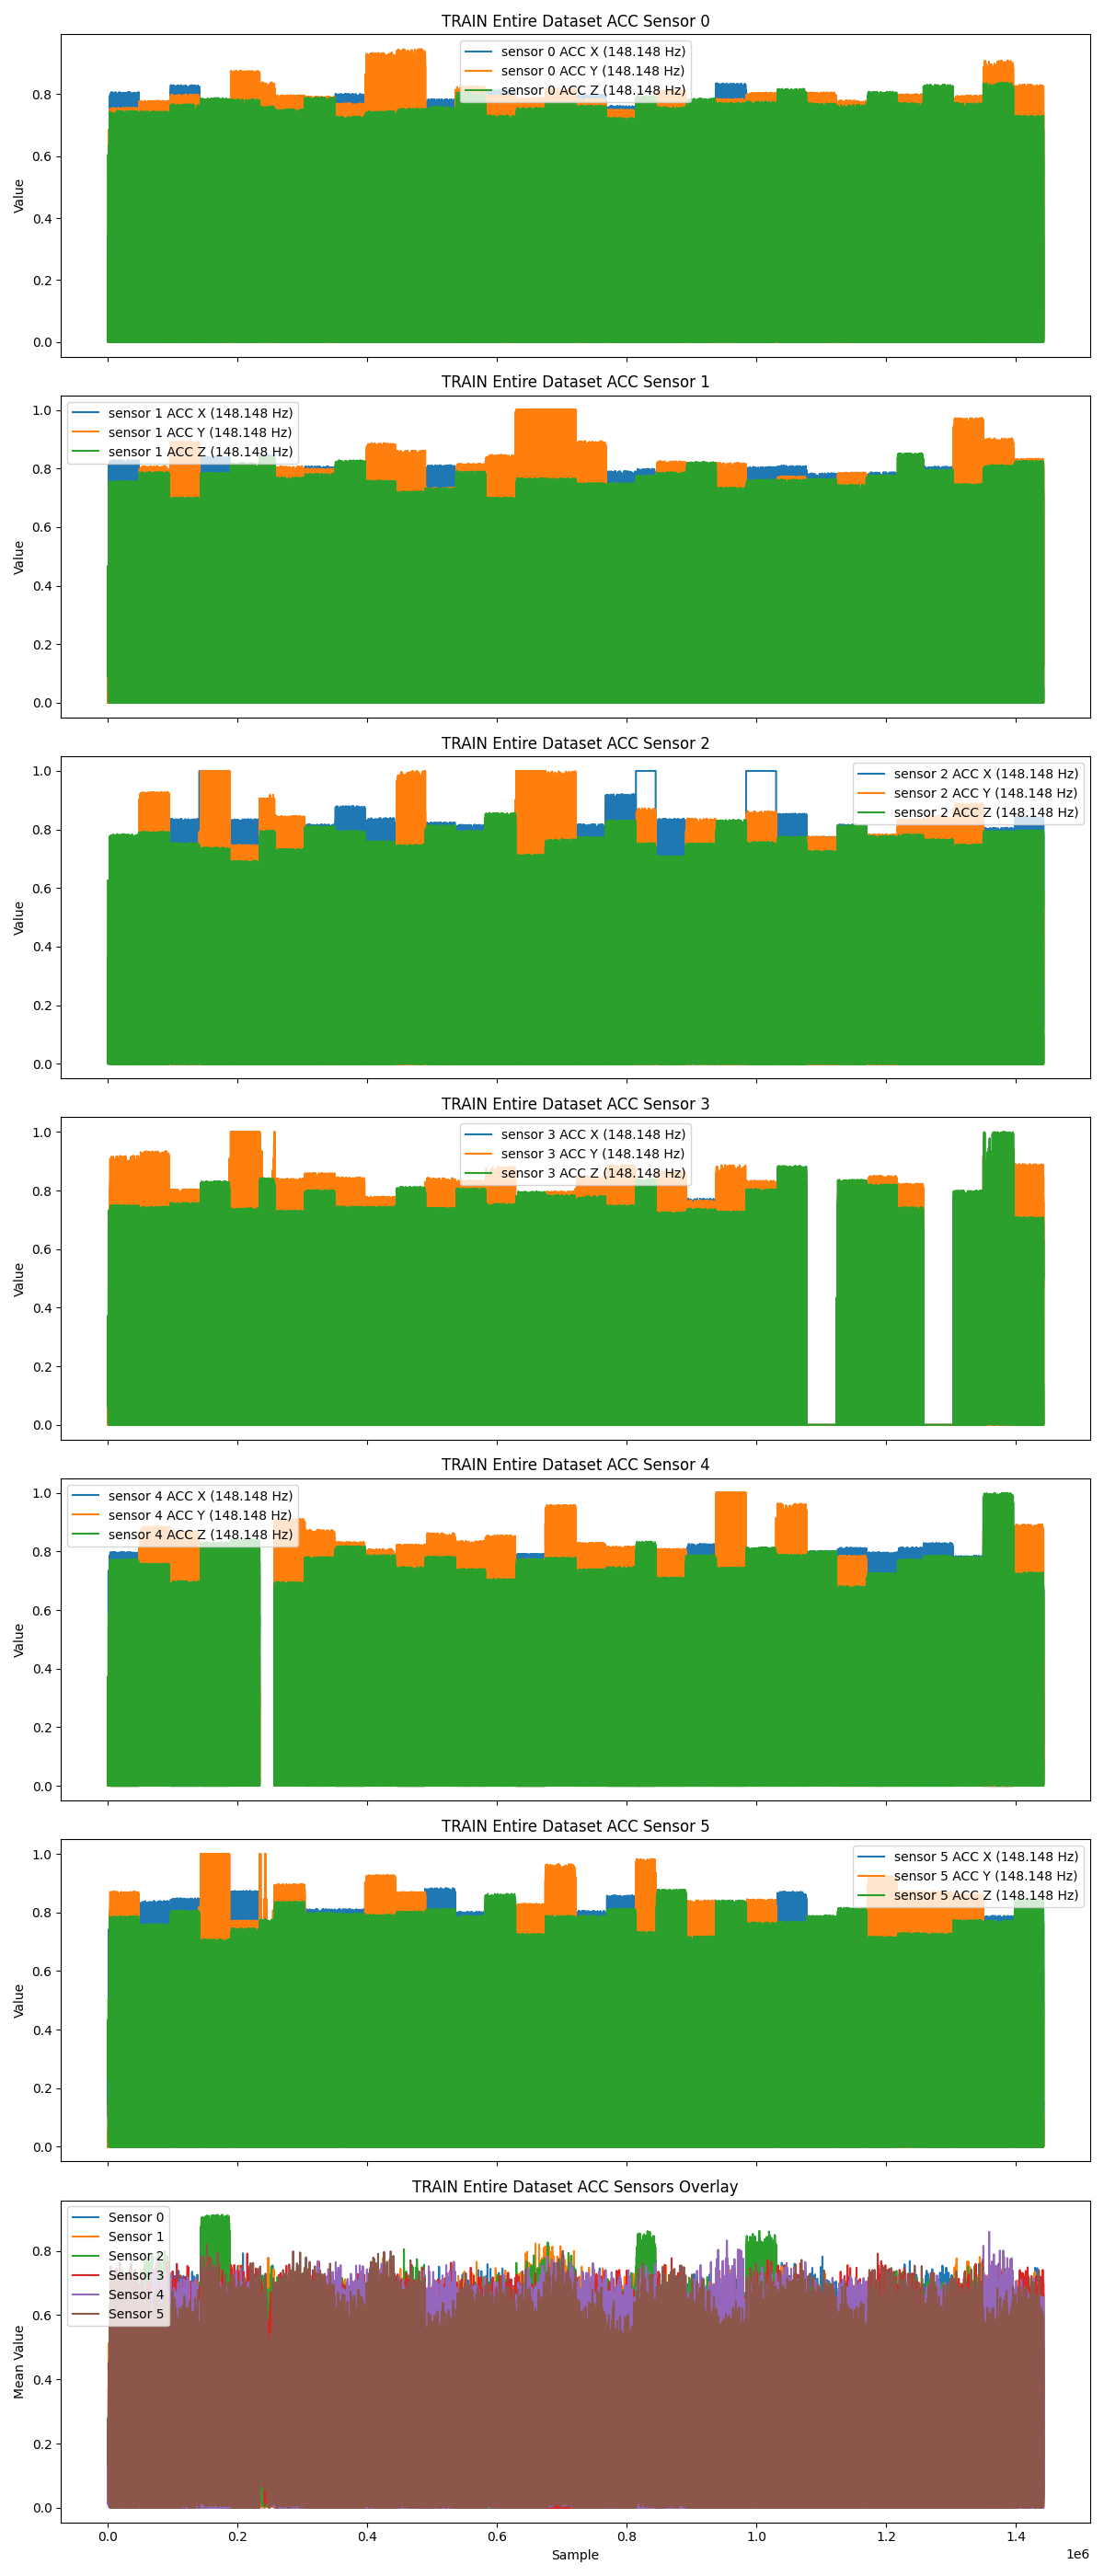 TRAIN Entire Dataset ACC Sensor 0
sensor 0 ACC X (148.148 Hz)
sensor 0 ACC Y (148.148 Hz)
sensor 0 ACC Z (148.148 Hz)
0.8
0.6
0.4
0.2
0.0
Value
TRAIN Entire Dataset ACC Sensor 1
sensor 1 ACC X (148.148 Hz)
sensor 1 ACC Y (148.148 Hz)
sensor 1 ACC Z (148.148 Hz)
1.0
0.8
0.6
0.4
0.2
0.0
Value
TRAIN Entire Dataset ACC Sensor 2
sensor 2 ACC X (148.148 Hz)
sensor 2 ACC Y (148.148 Hz)
sensor 2 ACC Z (148.148 Hz)
1.0
0.8
0.6
0.4
0.2
0.0
Value
TRAIN Entire Dataset ACC Sensor 3
sensor 3 ACC X (148.148 Hz)
sensor 3 ACC Y (148.148 Hz)
sensor 3 ACC Z (148.148 Hz)
1.0
0.8
0.6
0.4
0.2
0.0
Value
TRAIN Entire Dataset ACC Sensor 4
sensor 4 ACC X (148.148 Hz)
sensor 4 ACC Y (148.148 Hz)
sensor 4 ACC Z (148.148 Hz)
1.0
0.8
0.6
0.4
0.2
0.0
Value
TRAIN Entire Dataset ACC Sensor 5
sensor 5 ACC X (148.148 Hz)
sensor 5 ACC Y (148.148 Hz)
sensor 5 ACC Z (148.148 Hz)
1.0
0.8
0.6
0.4
0.2
0.0
Value
TRAIN Entire Dataset ACC Sensors Overlay
Sensor 0
Sensor 1
Sensor 2
Sensor 3
Sensor 4
Sensor 5
0.8
0.6
0.4
0.2
0.0
Mean Value
0.0 0.2 0.4 0.6 0.8 1.0 1.2 1.4
Sample
1e6